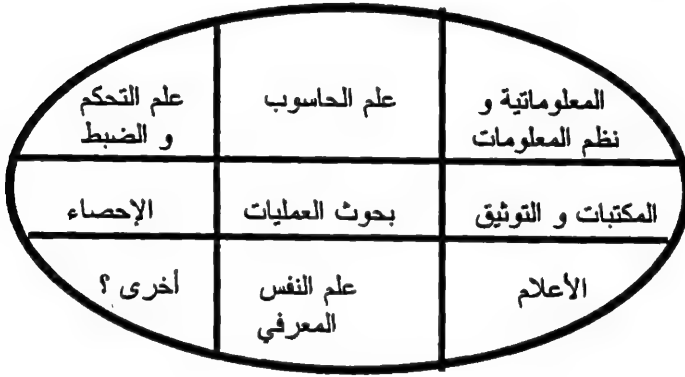 المعلوماتية و
نظم المعلومات
علم الحاسوب
علم التحكم
و الضبط
المكتبات و التوثيق
بحوث العمليات
الإحصاء
الأعلام
علم النفس
المعرفي
أخرى ؟